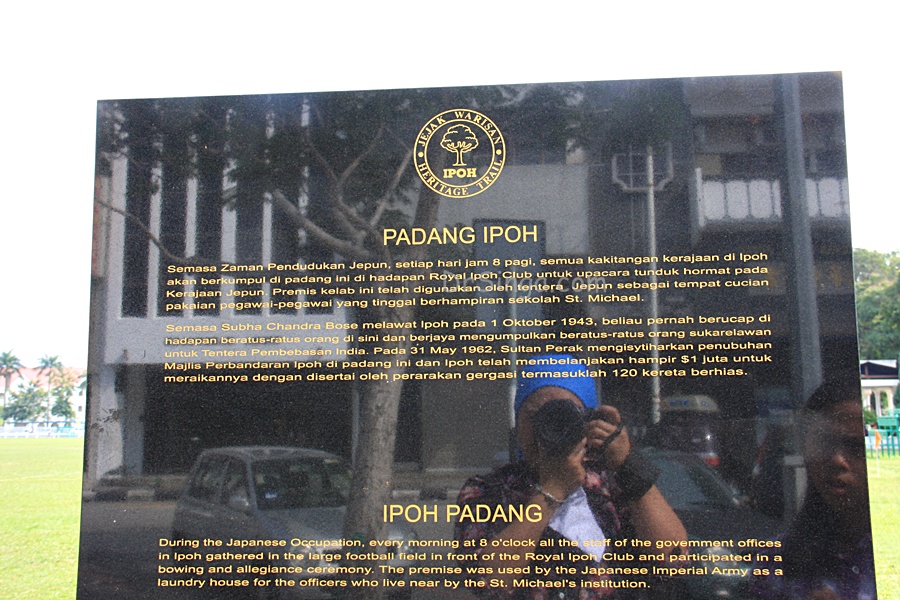 JEJAK WARISAN
IPOH
HERITAGE TRAIL
PADANG IPOH
Semasa Zaman Pendudukan Jepun, setiap hari jam 8 pagi, semua kakitangan kerajaan di Ipoh
akan berkumpul di padang ini di hadapan Royal Ipoh Club untuk upacara tunduk hormat pada
Kerajaan Jepun. Premis kelab ini telah digunakan oleh tentera Jepun sebagai tempat cucian
pakaian pegawai-pegawai yang tinggal berhampiran sekolah St. Michael.
Semasa Subha Chandra Bose melawat Ipoh pada 1 Oktober 1943, beliau pernah berucap di
hadapan beratus-ratus orang di sini dan berjaya mengumpulkan beratus-ratus orang sukarelawan
untuk Tentera Pembebasan India. Pada 31 May 1962, Sultan Perak mengisytiharkan penubuhan
Majlis Perbandaran Ipoh di padang ini dan Ipoh telah membelanjakan hampir $1 juta untuk
meraikannya dengan disertai oleh perarakan gergasi termasuklah 120 kereta berhias.
IPOH PADANG
During the Japanese Occupation, every morning at 8 o'clock all the staff of the government offices
in Ipoh gathered in the large football field in front of the Royal Ipoh Club and participated in a
bowing and allegiance ceremony. The premise was used by the Japanese Imperial Army as a
laundry house for the officers who live near by the St. Michael's institution.